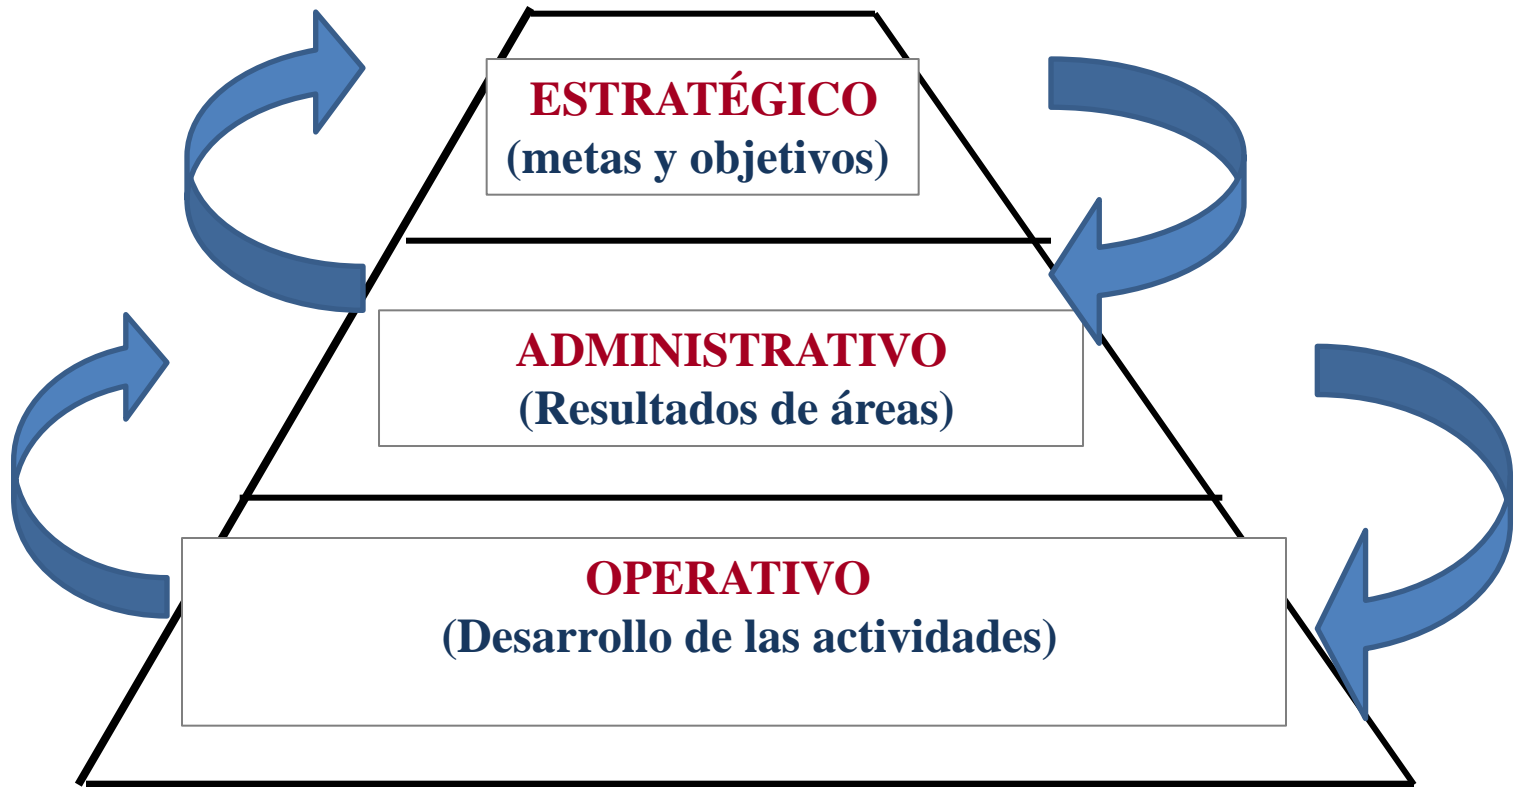 ESTRATÉGICO
(metas y objetivos)
ADMINISTRATIVO
(Resultados de áreas)
OPERATIVO
(Desarrollo de las actividades)